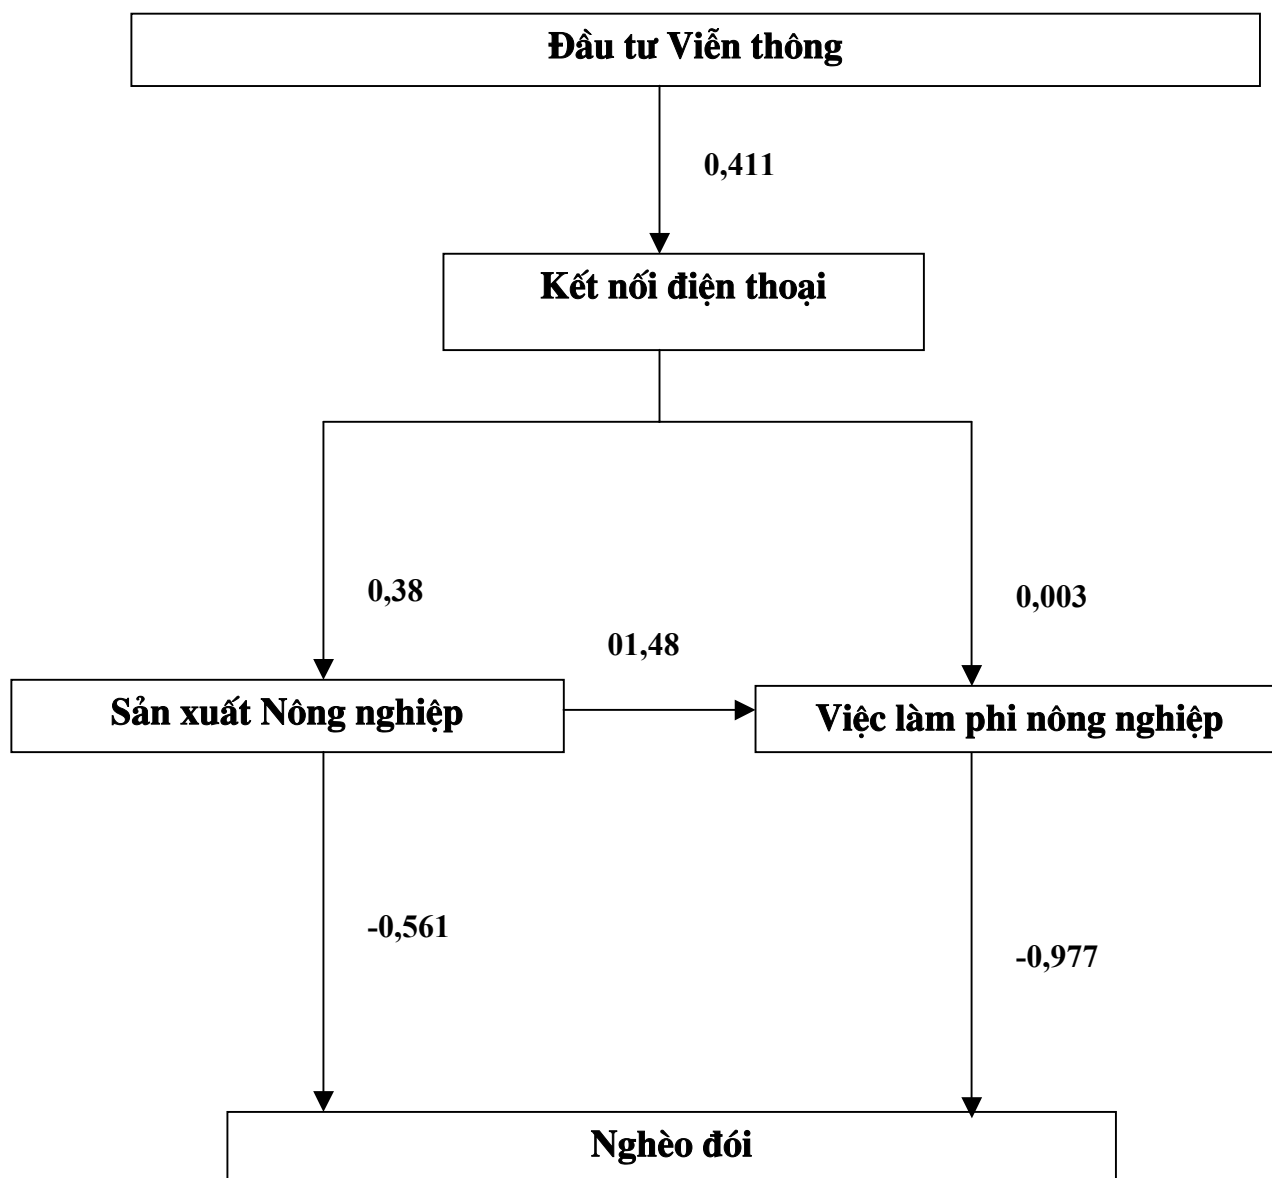 Đầu tư Viễn thông
0,411
Kết nối điện thoại
0,38
0,003
01,48
Sản xuất Nông nghiệp
Việc làm phi nông nghiệp
-0,561
-0,977
Nghèo đói